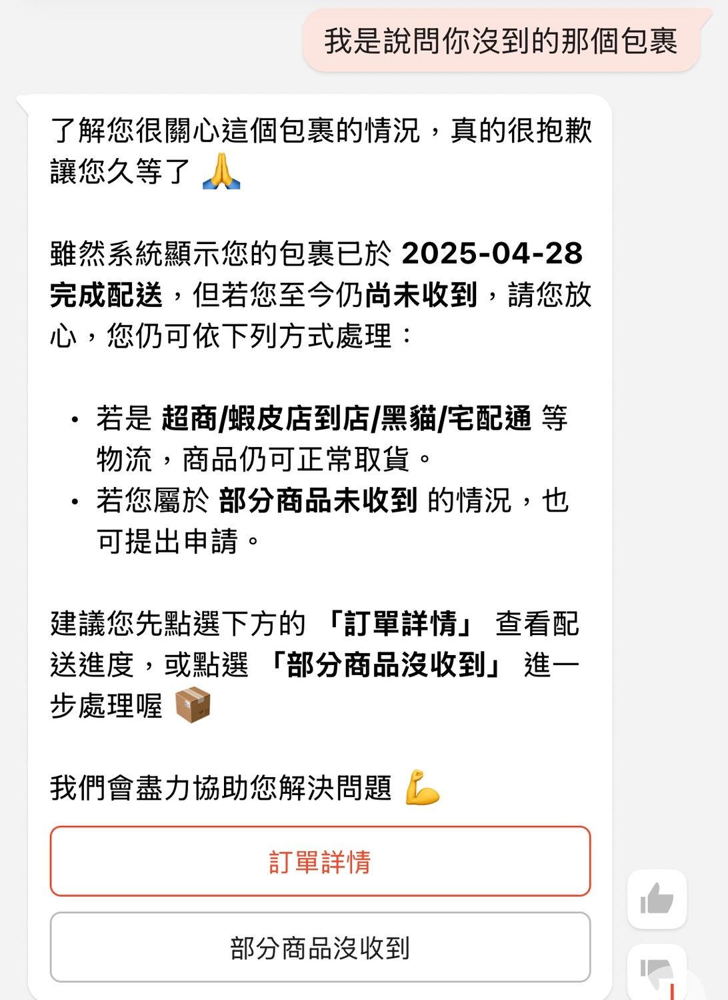 我是說問你沒到的那個包裹
了解您很關心這個包裹的情況，真的很抱歉
讓您久等了 🙏
雖然系統顯示您的包裹已於 2025-04-28
完成配送，但若您至今仍尚未收到，請您放
心，您仍可依下列方式處理：
• 若是 超商/蝦皮店到店/黑貓/宅配通 等
物流，商品仍可正常取貨。
• 若您屬於 部分商品未收到 的情況，也
可提出申請。
建議您先點選下方的 「訂單詳情」 查看配
送進度，或點選 「部分商品沒收到」 進一
步處理喔 📦
我們會盡力協助您解決問題 💪
訂單詳情
部分商品沒收到